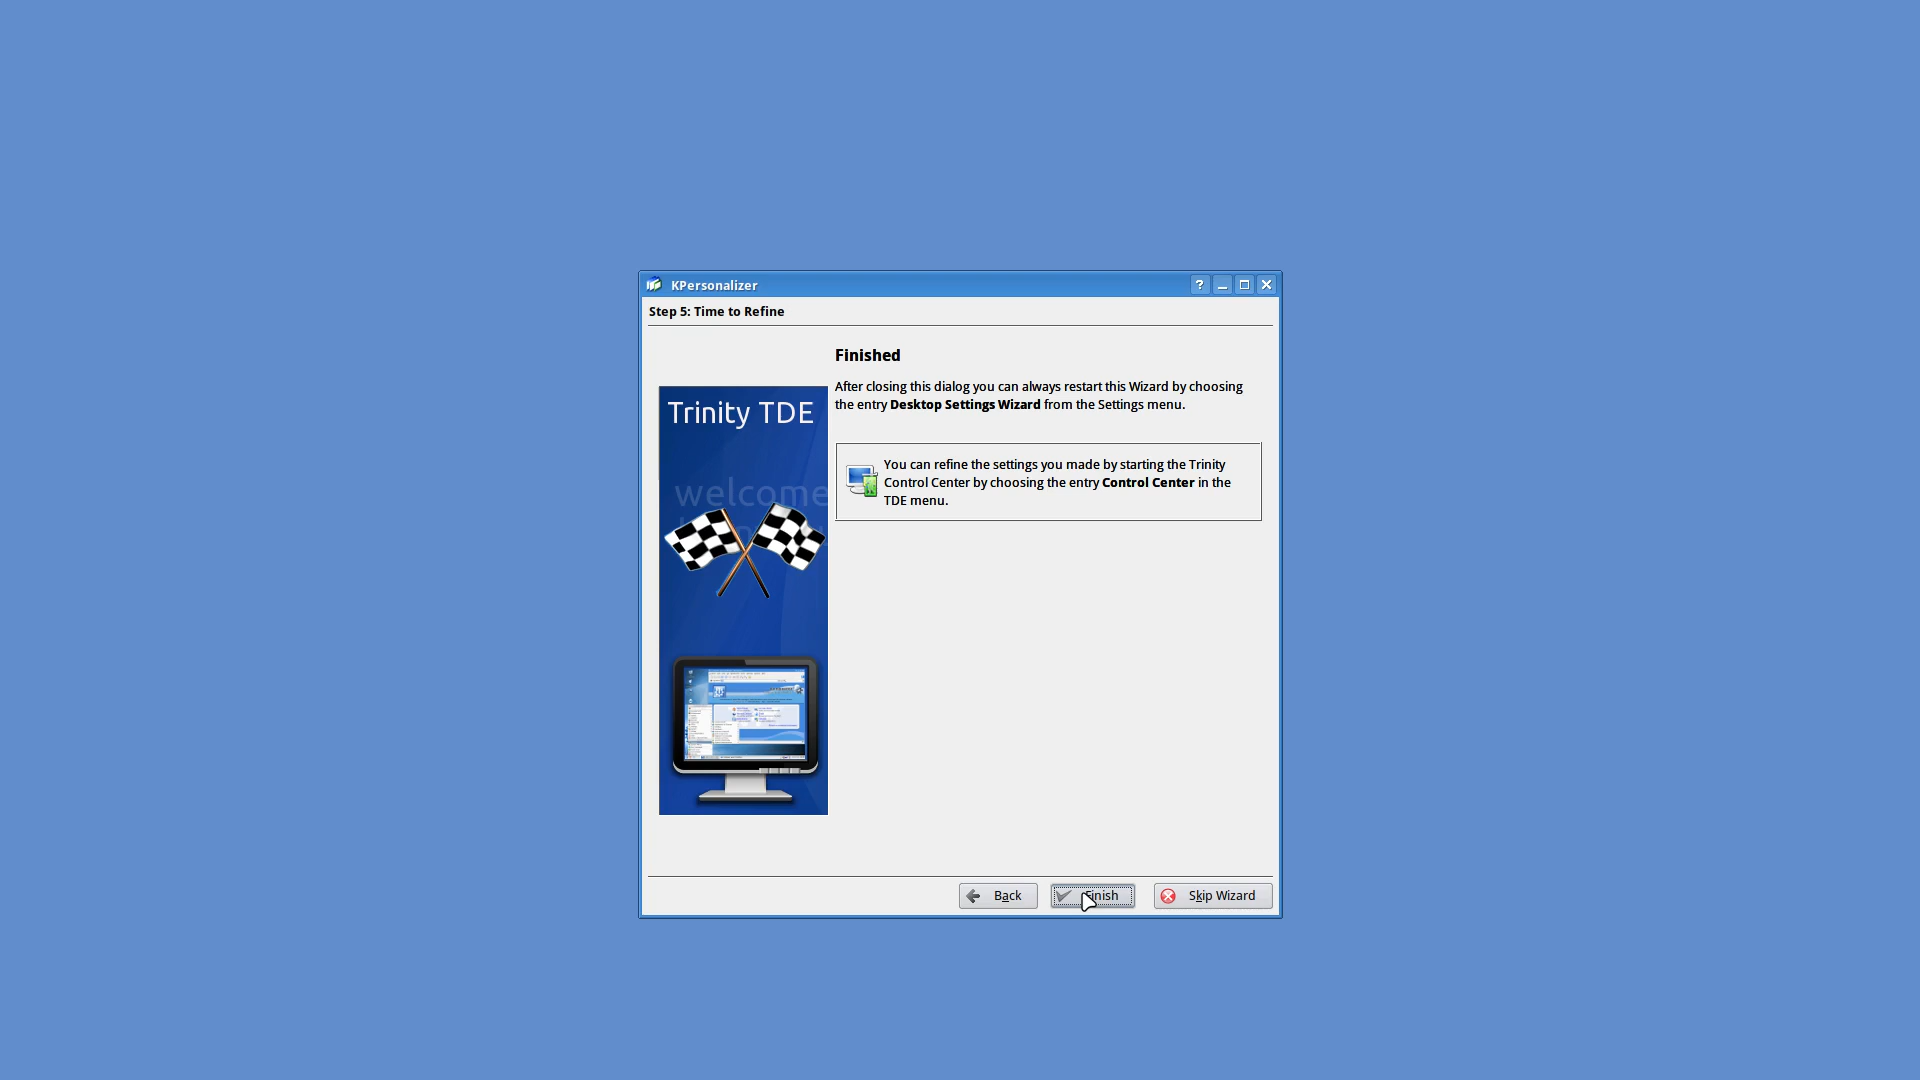 KPersonalizer
Step 5: Time to Refine
Finished
After closing this dialog you can always restart this Wizard by choosing
the entry Desktop Settings Wizard from the Settings menu.
You can refine the settings you made by starting the Trinity
Control Center by choosing the entry Control Center in the
TDE menu.
Trinity TDE
welcome
Back
Finish
Skip Wizard